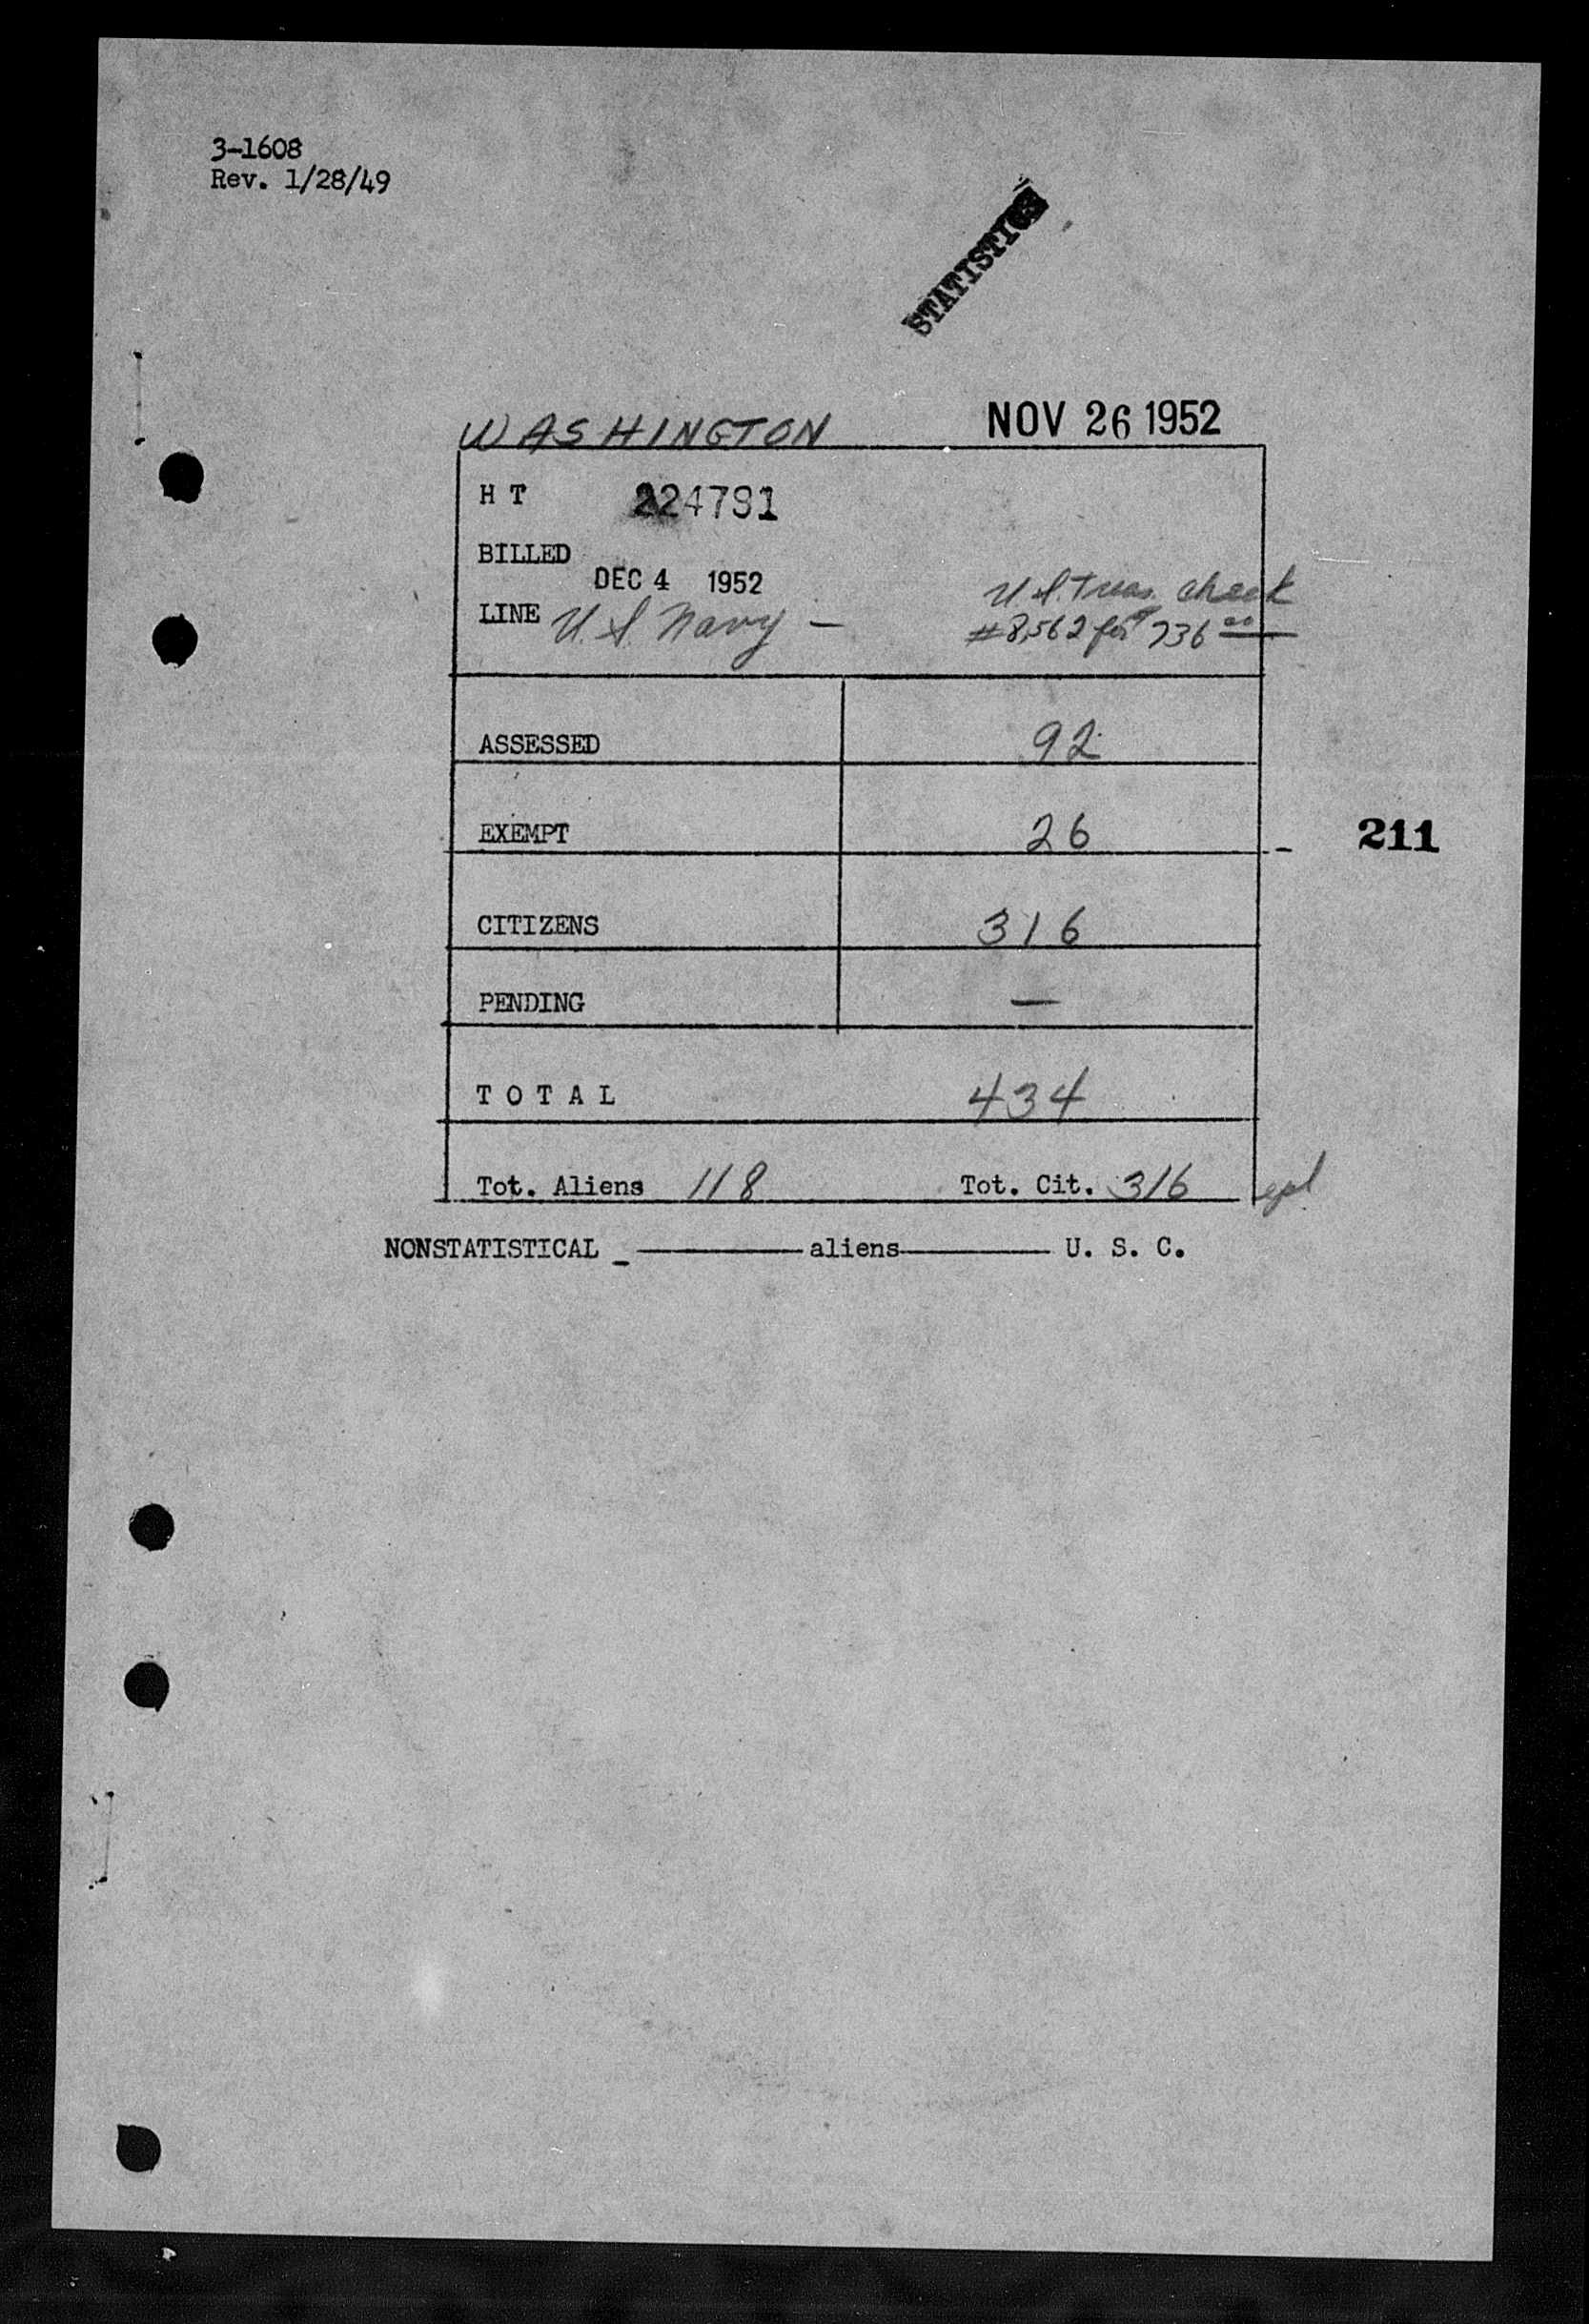 3-1608
Rev. 1/28/49
STATISTICS
WASHINGTON NOV 26 1952
H T 224791
BILLED
DEC 4 1952
LINE U.S. Navy - U.S. Treas. Check
#8,562 for 736 00
ASSESSED 92
EXEMPT 26
211
CITIZENS 316
PENDING —
T O T A L 434
Tot. Aliens 118 Tot. Cit. 316
NONSTATISTICAL _ ——— aliens ——— U. S. C.